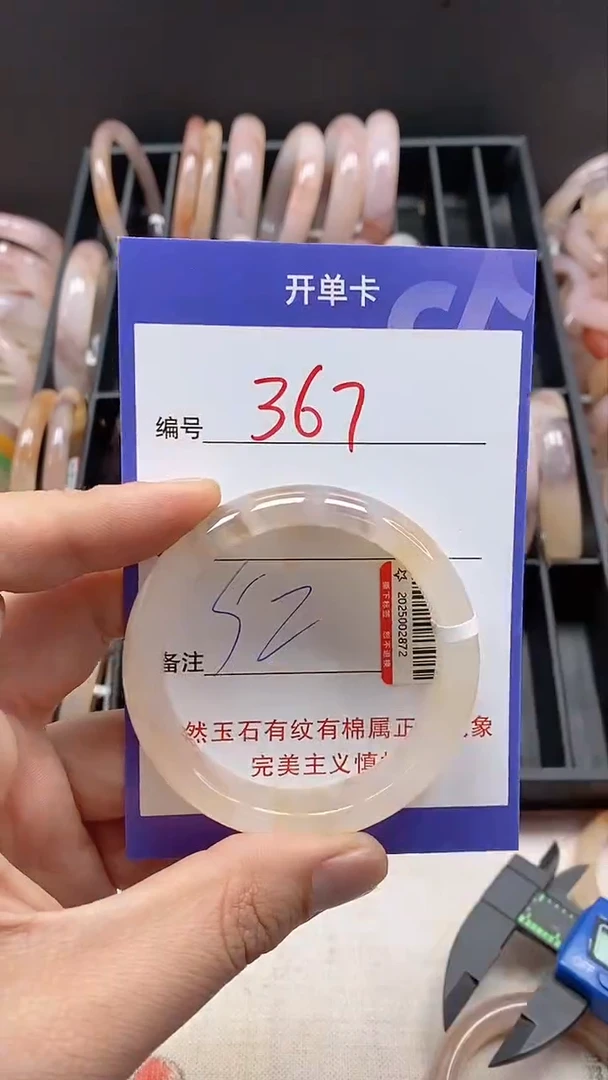 开单卡
编号 367
52
备注
2025002872
然玉石有纹有棉属正 象
完美主义慎